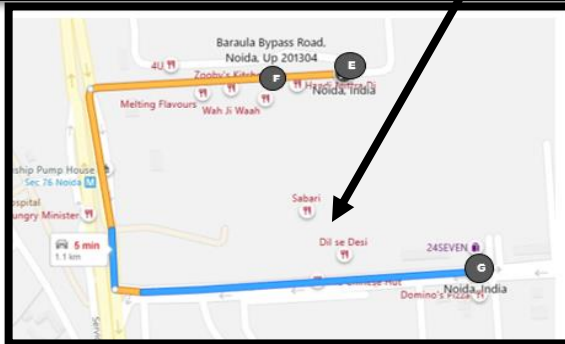 Baraula Bypass Road,
Noida, Up 201304
E
4U
F
Zooby's
Noida, India
Melting Flavours
Wah Ji Waah
ship Pump House
Sec 76 Noida
M
ospital
ungry Minister
5 min
1.1 km
Sabari
Dil se Desi
24SEVEN
G
Noida, India
Domino's Pizza